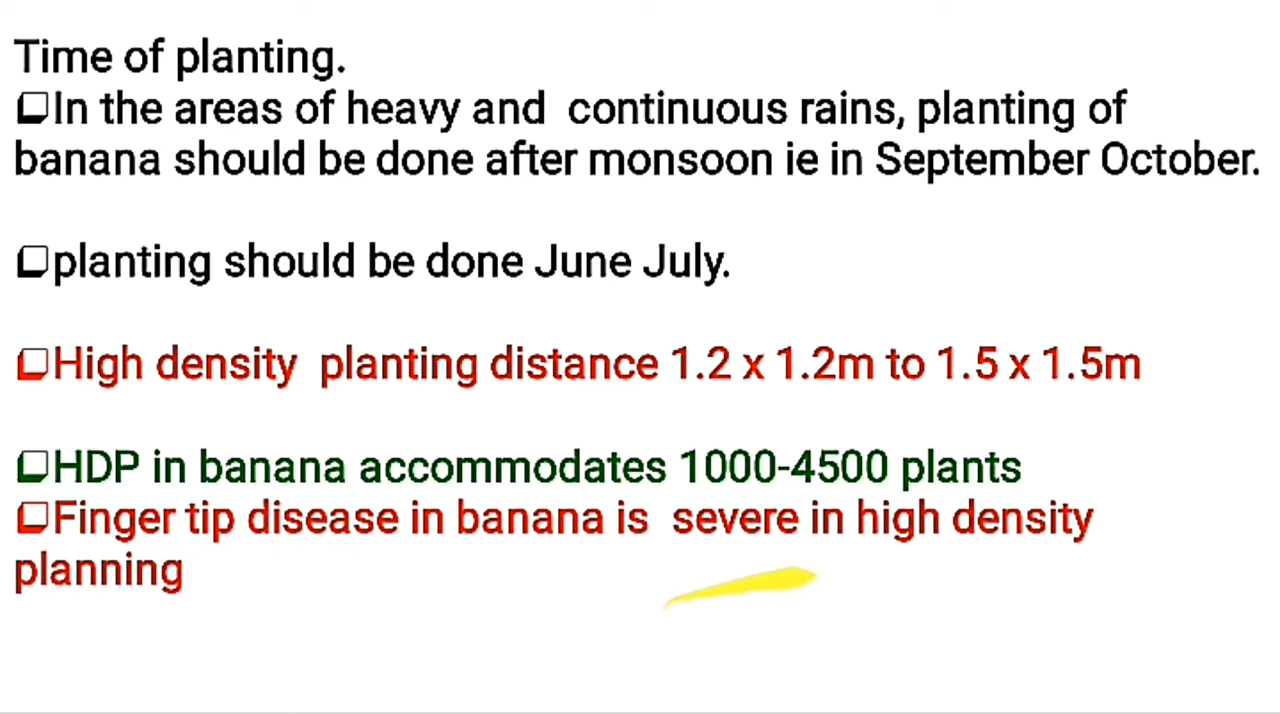 Time of planting.
❑In the areas of heavy and continuous rains, planting of
banana should be done after monsoon ie in September October.
❑planting should be done June July.
❑High density planting distance 1.2 x 1.2m to 1.5 x 1.5m
❑HDP in banana accommodates 1000-4500 plants
❑Finger tip disease in banana is severe in high density
planning